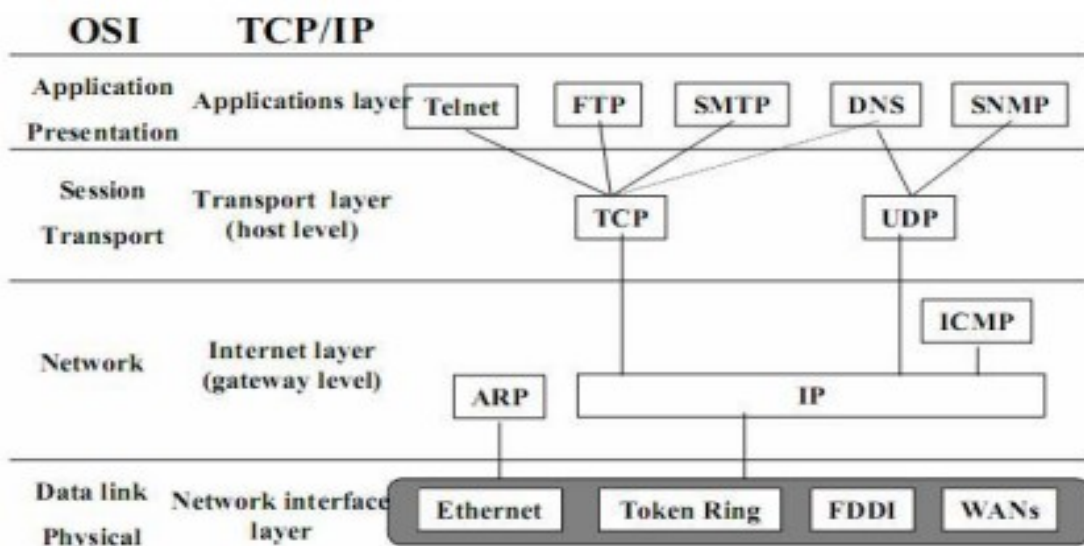 OSI TCP/IP
Application
Presentation
Applications layer
Telnet FTP SMTP DNS SNMP
Session
Transport
Transport layer
(host level)
TCP UDP
ICMP
Network
Internet layer
(gateway level)
ARP IP
Data link
Physical
Network interface
layer
Ethernet Token Ring FDDI WANs